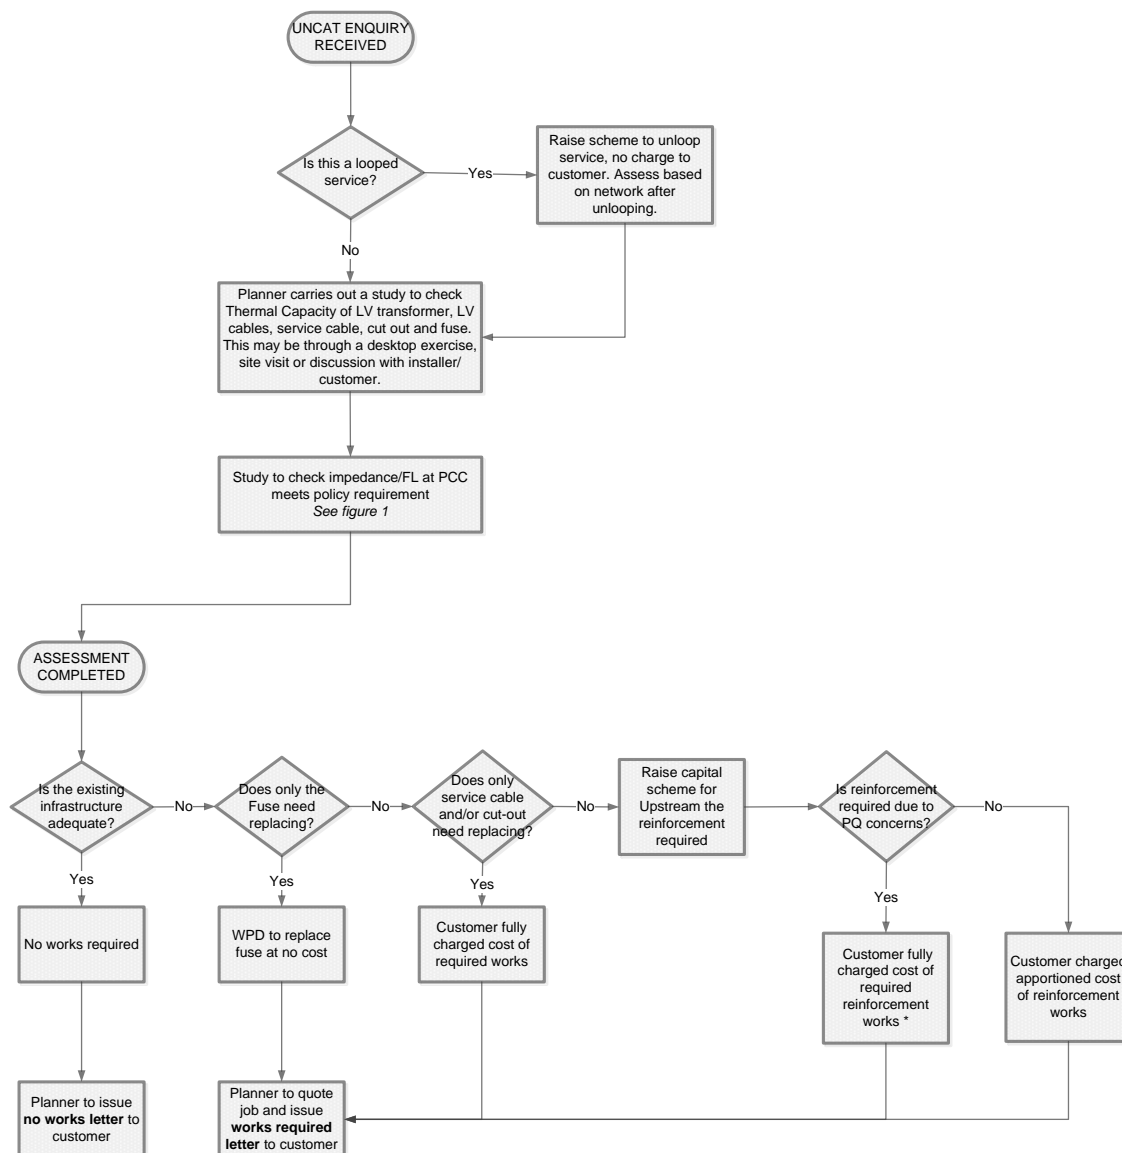 UNCAT ENQUIRY
RECEIVED
Is this a looped
service?
Yes
Raise scheme to unloop
service, no charge to
customer. Assess based
on network after
unlooping.
No
Planner carries out a study to check
Thermal Capacity of LV transformer, LV
cables, service cable, cut out and fuse.
This may be through a desktop exercise,
site visit or discussion with installer/
customer.
Study to check impedance/FL at PCC
meets policy requirement
See figure 1
ASSESSMENT
COMPLETED
Is the existing
infrastructure
adequate?
No
Does only the
Fuse need
replacing?
No
Does only
service cable
and/or cut-out
need replacing?
No
Raise capital
scheme for
Upstream the
reinforcement
required
Is reinforcement
required due to
PQ concerns?
No
Yes
Yes
Yes
Yes
No works required
WPD to replace
fuse at no cost
Customer fully
charged cost of
required works
Customer fully
charged cost of
required
reinforcement
works *
Customer charged
apportioned cost
of reinforcement
works
Planner to issue
no works letter to
customer
Planner to quote
job and issue
works required
letter to customer